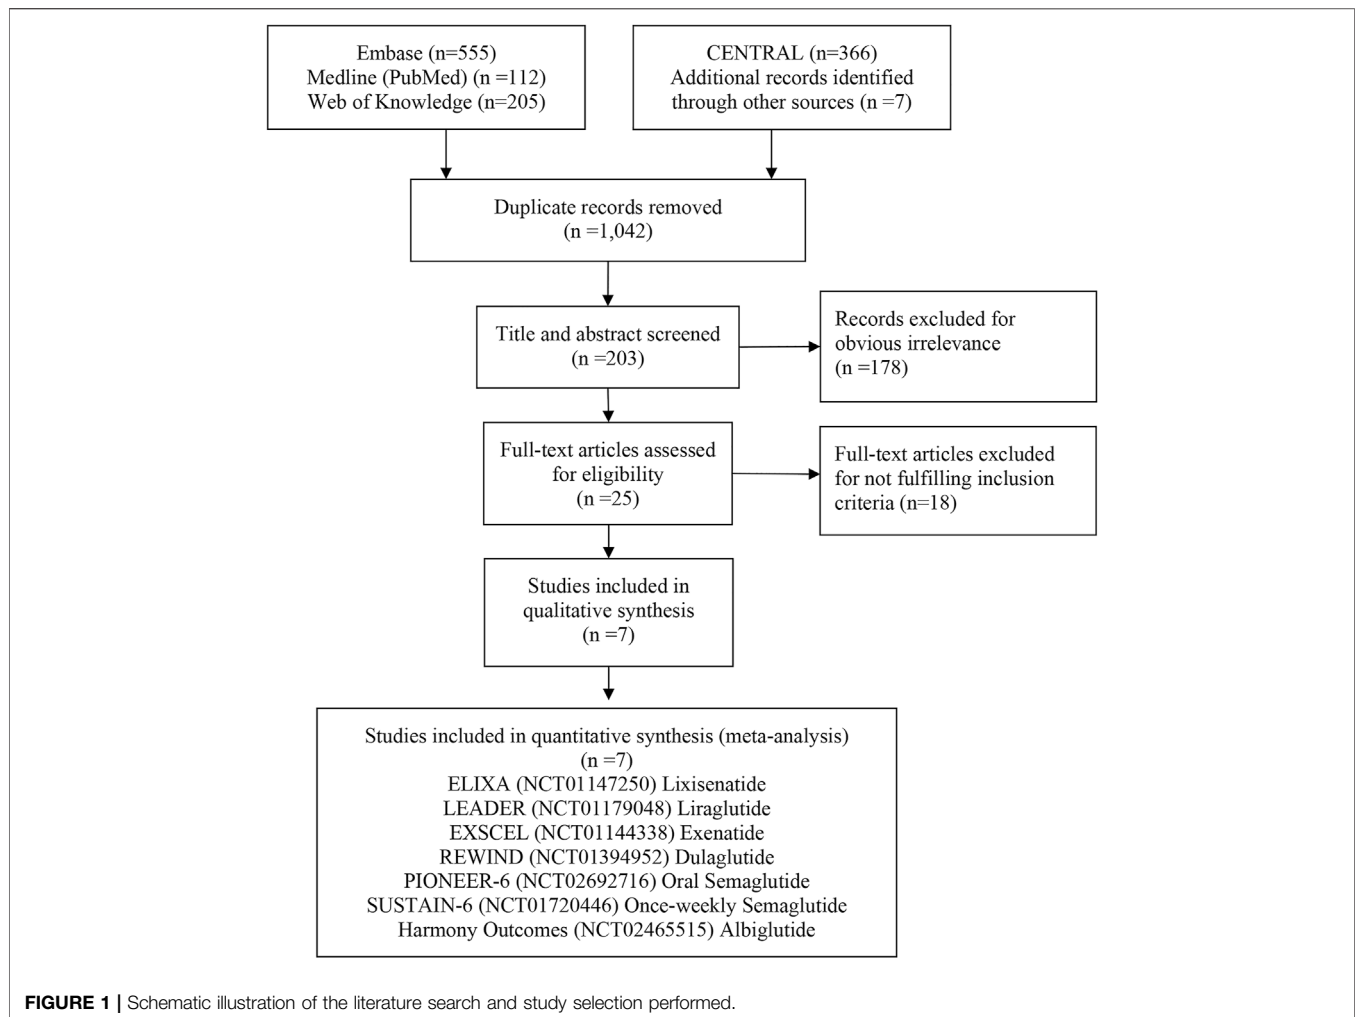 Embase (n=555)
Medline (PubMed) (n =112)
Web of Knowledge (n=205)
CENTRAL (n=366)
Additional records identified
through other sources (n =7)
Duplicate records removed
(n =1,042)
Title and abstract screened
(n =203)
Records excluded for
obvious irrelevance
(n =178)
Full-text articles assessed
for eligibility
(n =25)
Full-text articles excluded
for not fulfilling inclusion
criteria (n=18)
Studies included in
qualitative synthesis
(n =7)
Studies included in quantitative synthesis (meta-analysis)
(n =7)
ELIXA (NCT01147250) Lixisenatide
LEADER (NCT01179048) Liraglutide
EXSCEL (NCT01144338) Exenatide
REWIND (NCT01394952) Dulaglutide
PIONEER-6 (NCT02692716) Oral Semaglutide
SUSTAIN-6 (NCT01720446) Once-weekly Semaglutide
Harmony Outcomes (NCT02465515) Albiglutide
FIGURE 1 | Schematic illustration of the literature search and study selection performed.